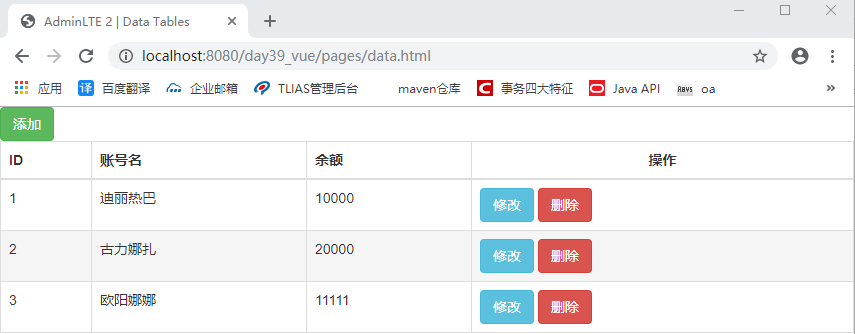 AdminLTE 2 | Data Tables
localhost:8080/day39_vue/pages/data.html
应用 译 百度翻译 企业邮箱 TLIAS管理后台 maven仓库 事务四大特征 Java API oa
添加
ID 账号名 余额 操作
1 迪丽热巴 10000 修改 删除
2 古力娜扎 20000 修改 删除
3 欧阳娜娜 11111 修改 删除